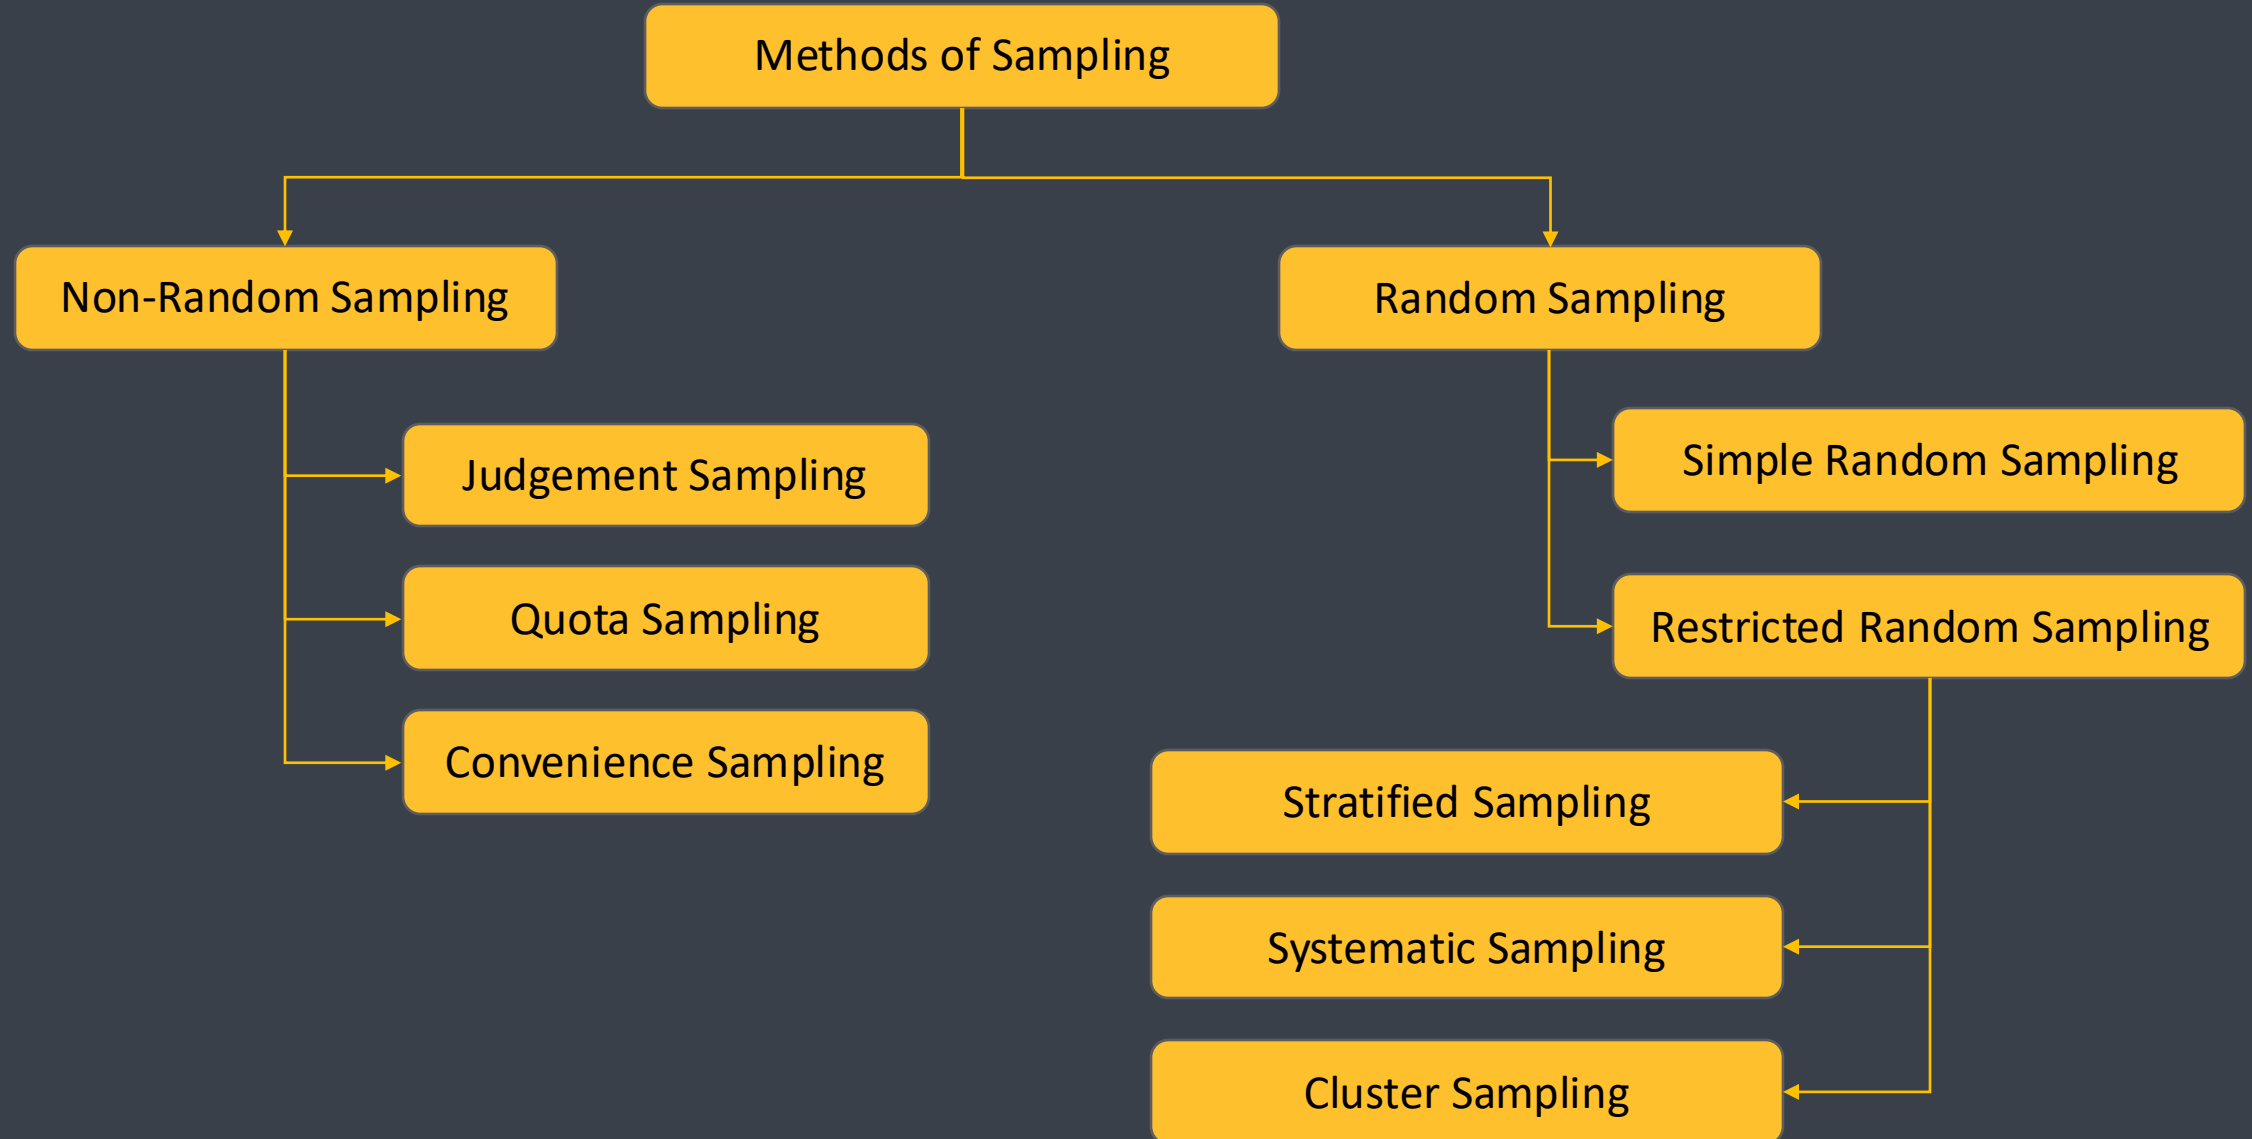 Methods of Sampling
Non-Random Sampling
Random Sampling
Judgement Sampling
Quota Sampling
Convenience Sampling
Simple Random Sampling
Restricted Random Sampling
Stratified Sampling
Systematic Sampling
Cluster Sampling